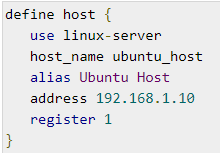 define host {
use linux-server
host_name ubuntu_host
alias Ubuntu Host
address 192.168.1.10
register 1
}